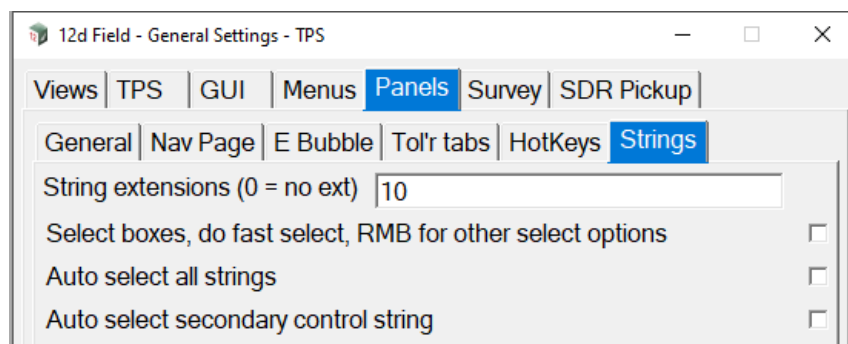 12d Field - General Settings - TPS
Views TPS GUI Menus Panels Survey SDR Pickup
General Nav Page E Bubble Tol'r tabs HotKeys Strings
String extensions (0 = no ext) 10
Select boxes, do fast select, RMB for other select options
Auto select all strings
Auto select secondary control string